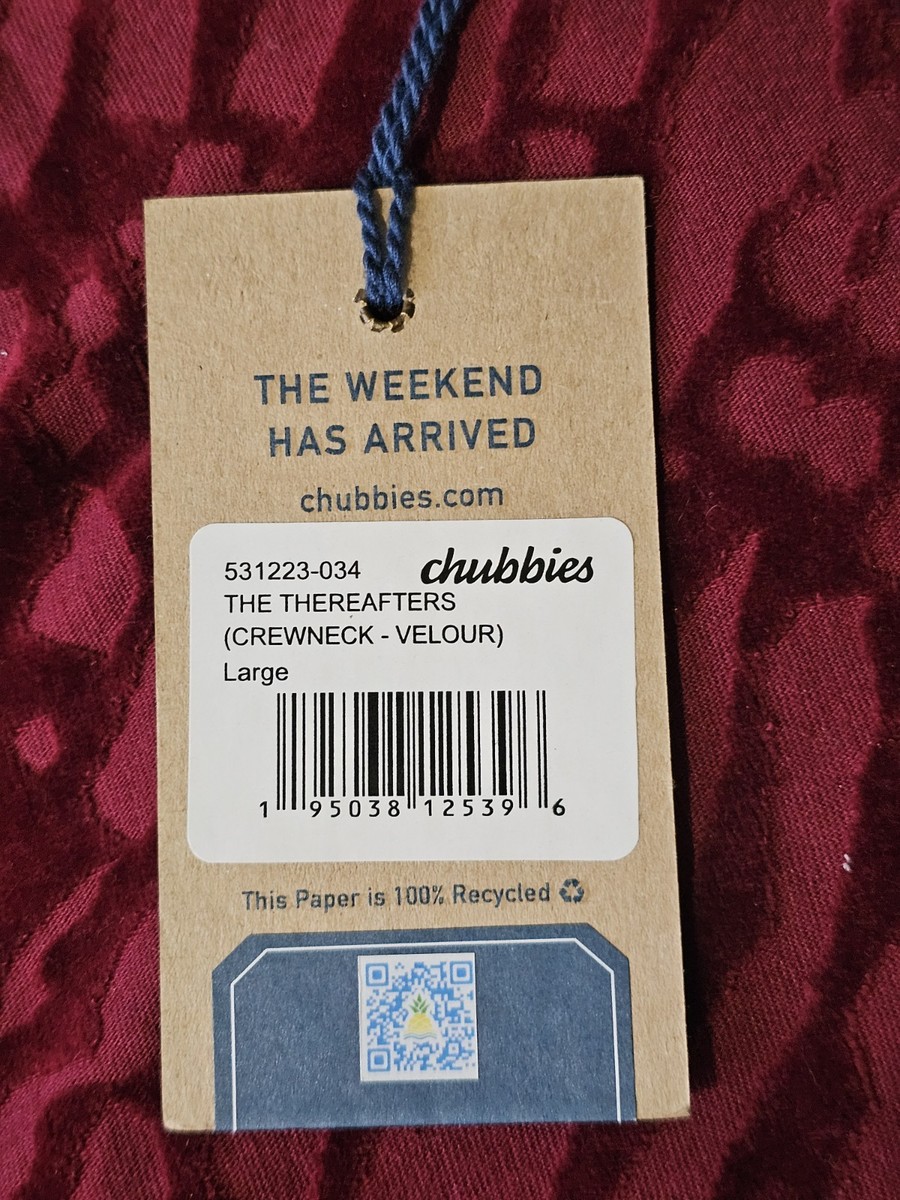 THE WEEKEND
HAS ARRIVED
chubbies.com
531223-034 chubbies
THE THEREAFTERS
(CREWNECK - VELOUR)
Large
1 95038 12539 6
This Paper is 100% Recycled